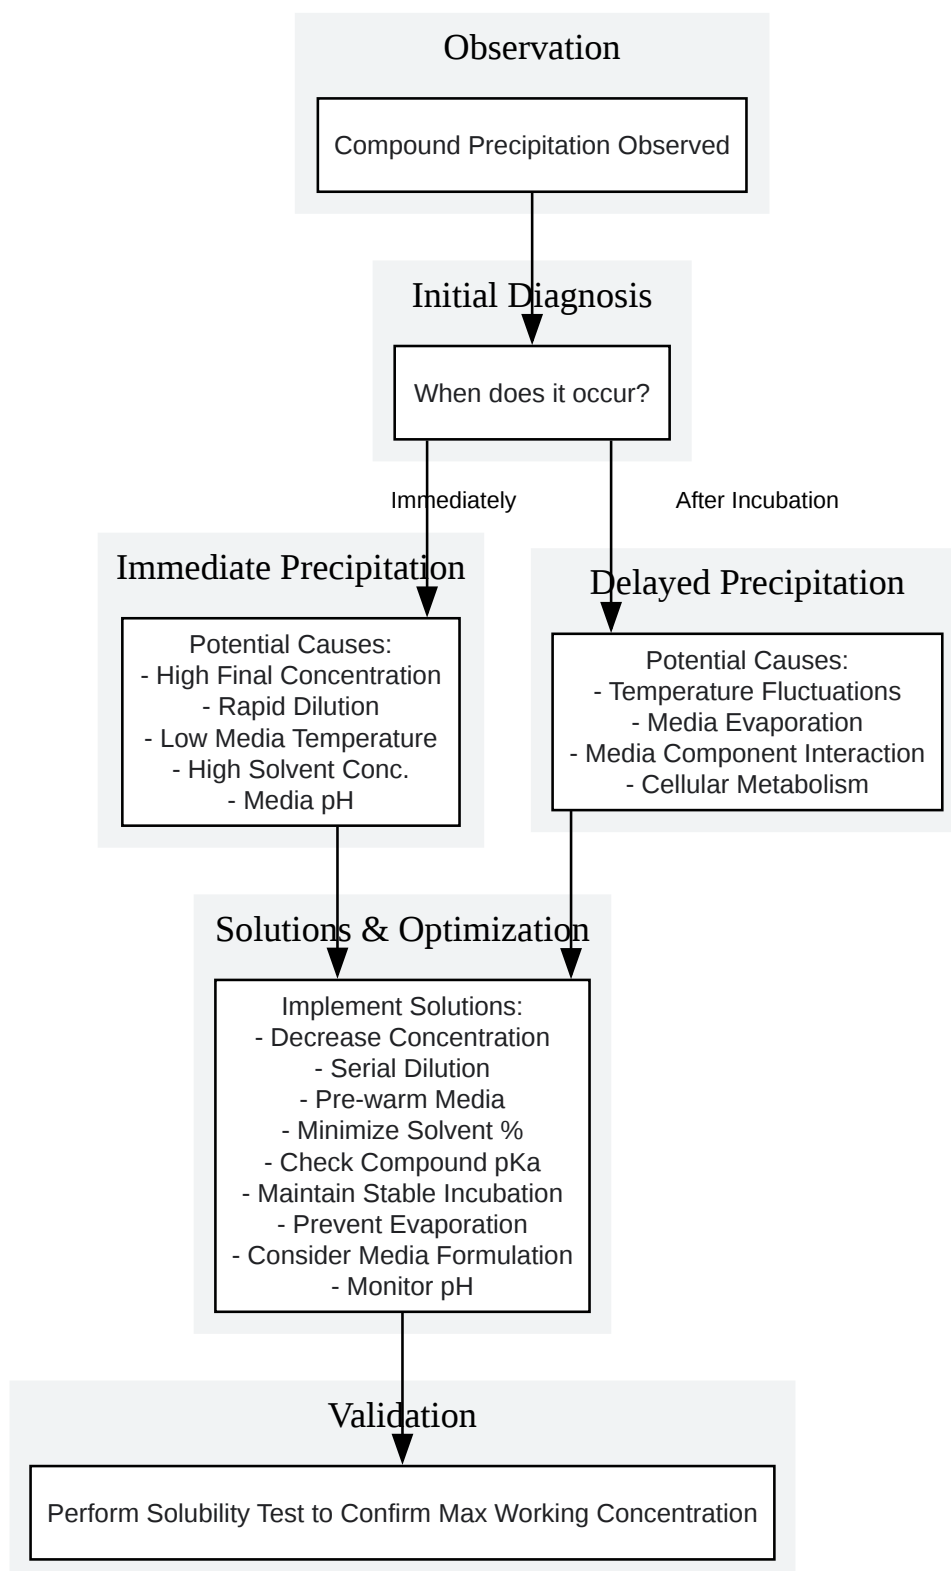 Observation
Compound Precipitation Observed
Initial Diagnosis
When does it occur?
Immediately
After Incubation
Immediate Precipitation
Potential Causes:
- High Final Concentration
- Rapid Dilution
- Low Media Temperature
- High Solvent Conc.
- Media pH
Delayed Precipitation
Potential Causes:
- Temperature Fluctuations
- Media Evaporation
- Media Component Interaction
- Cellular Metabolism
Solutions & Optimization
Implement Solutions:
- Decrease Concentration
- Serial Dilution
- Pre-warm Media
- Minimize Solvent %
- Check Compound pKa
- Maintain Stable Incubation
- Prevent Evaporation
- Consider Media Formulation
- Monitor pH
Validation
Perform Solubility Test to Confirm Max Working Concentration